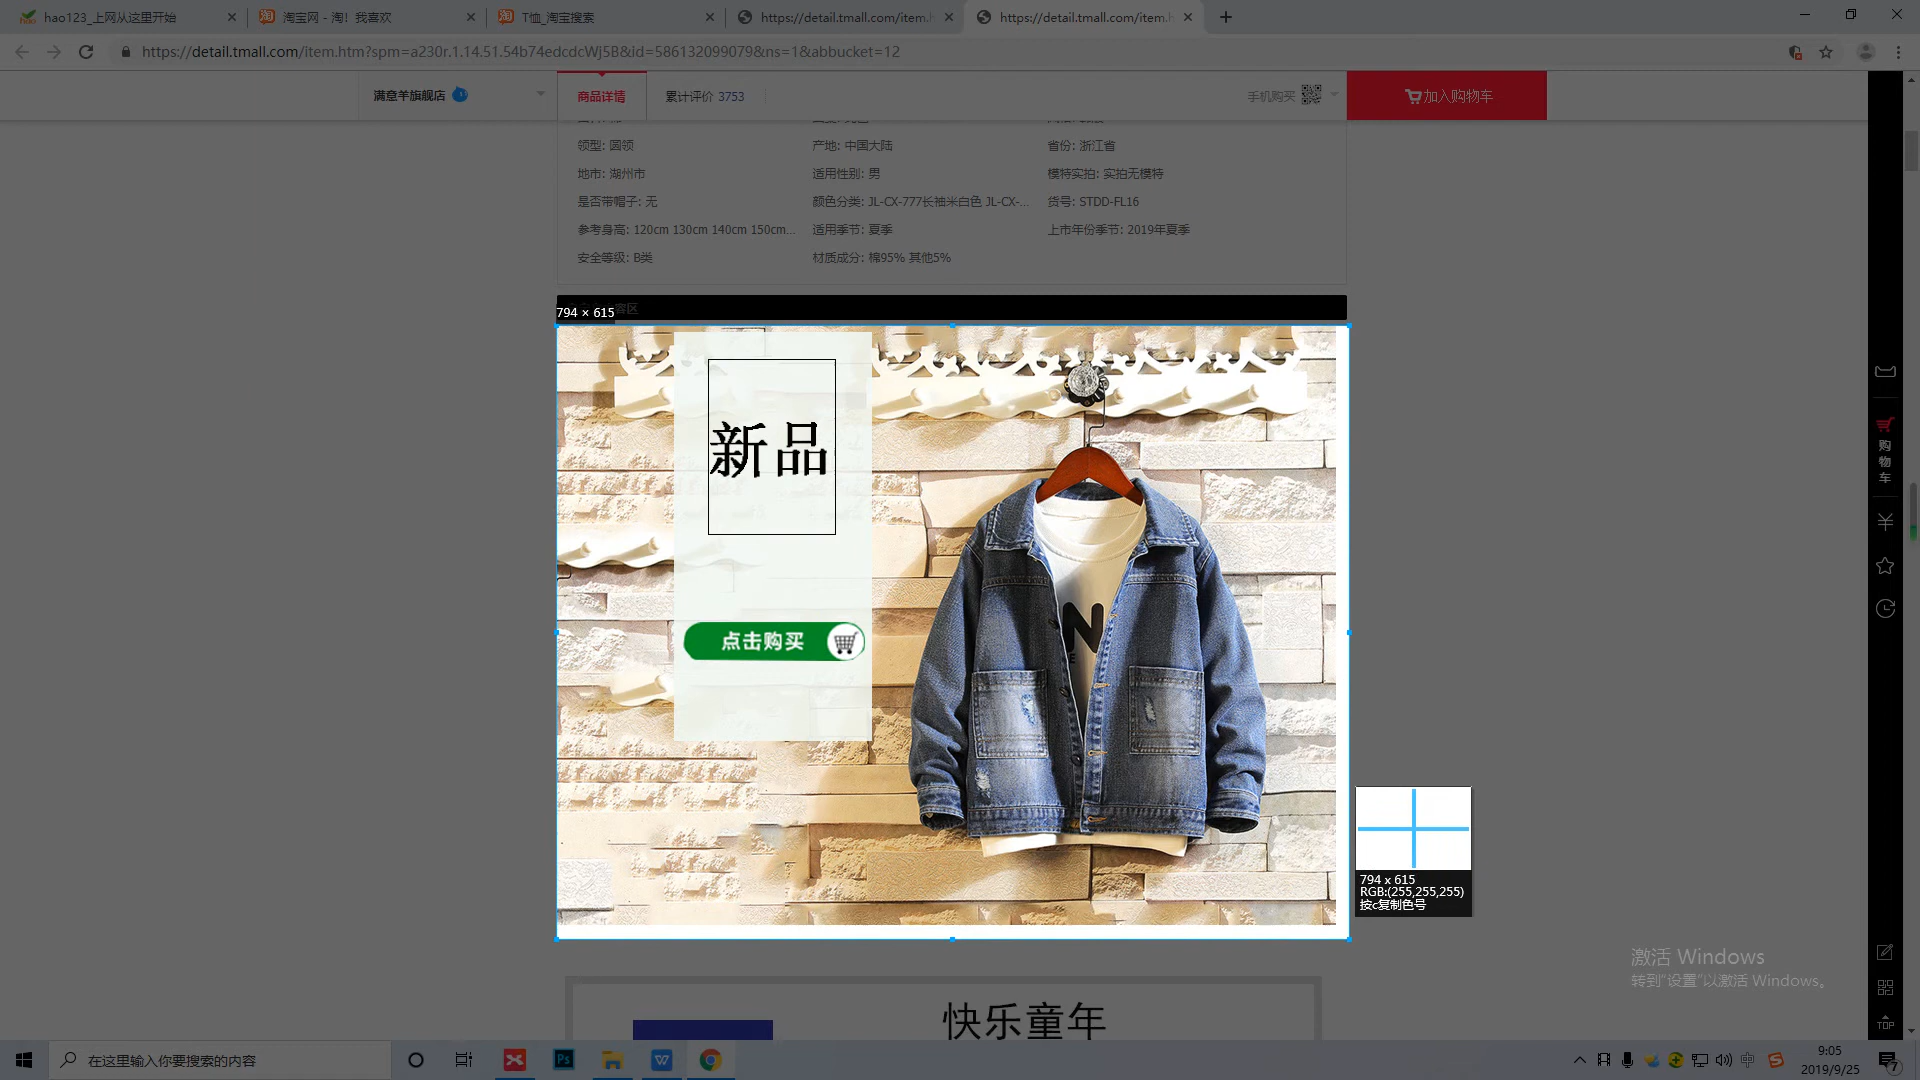 hao123_上网从这里开始
淘宝网 - 淘！我喜欢
T恤_淘宝搜索
https://detail.tmall.com/item.h
https://detail.tmall.com/item.h
https://detail.tmall.com/item.htm?spm=a230r.1.14.51.54b74edcdcWj5B&id=586132099079&ns=1&abbucket=12
满意羊旗舰店
商品详情
累计评价 3753
手机购买
加入购物车
领型: 圆领
产地: 中国大陆
省份: 浙江省
地市: 湖州市
适用性别: 男
模特实拍: 实拍无模特
是否带帽子: 无
颜色分类: JL-CX-777长袖米白色 JL-CX-...
货号: STDD-FL16
参考身高: 120cm 130cm 140cm 150cm...
适用季节: 夏季
上市年份季节: 2019年夏季
安全等级: B类
材质成分: 棉95% 其他5%
794 × 615
容区
新品
点击购买
N
购物车
794 x 615
RGB:(255,255,255)
按c复制色号
激活 Windows
转到"设置"以激活 Windows。
快乐童年
TOP
在这里输入你要搜索的内容
Ps
W
中
S
9:05
2019/9/25
7